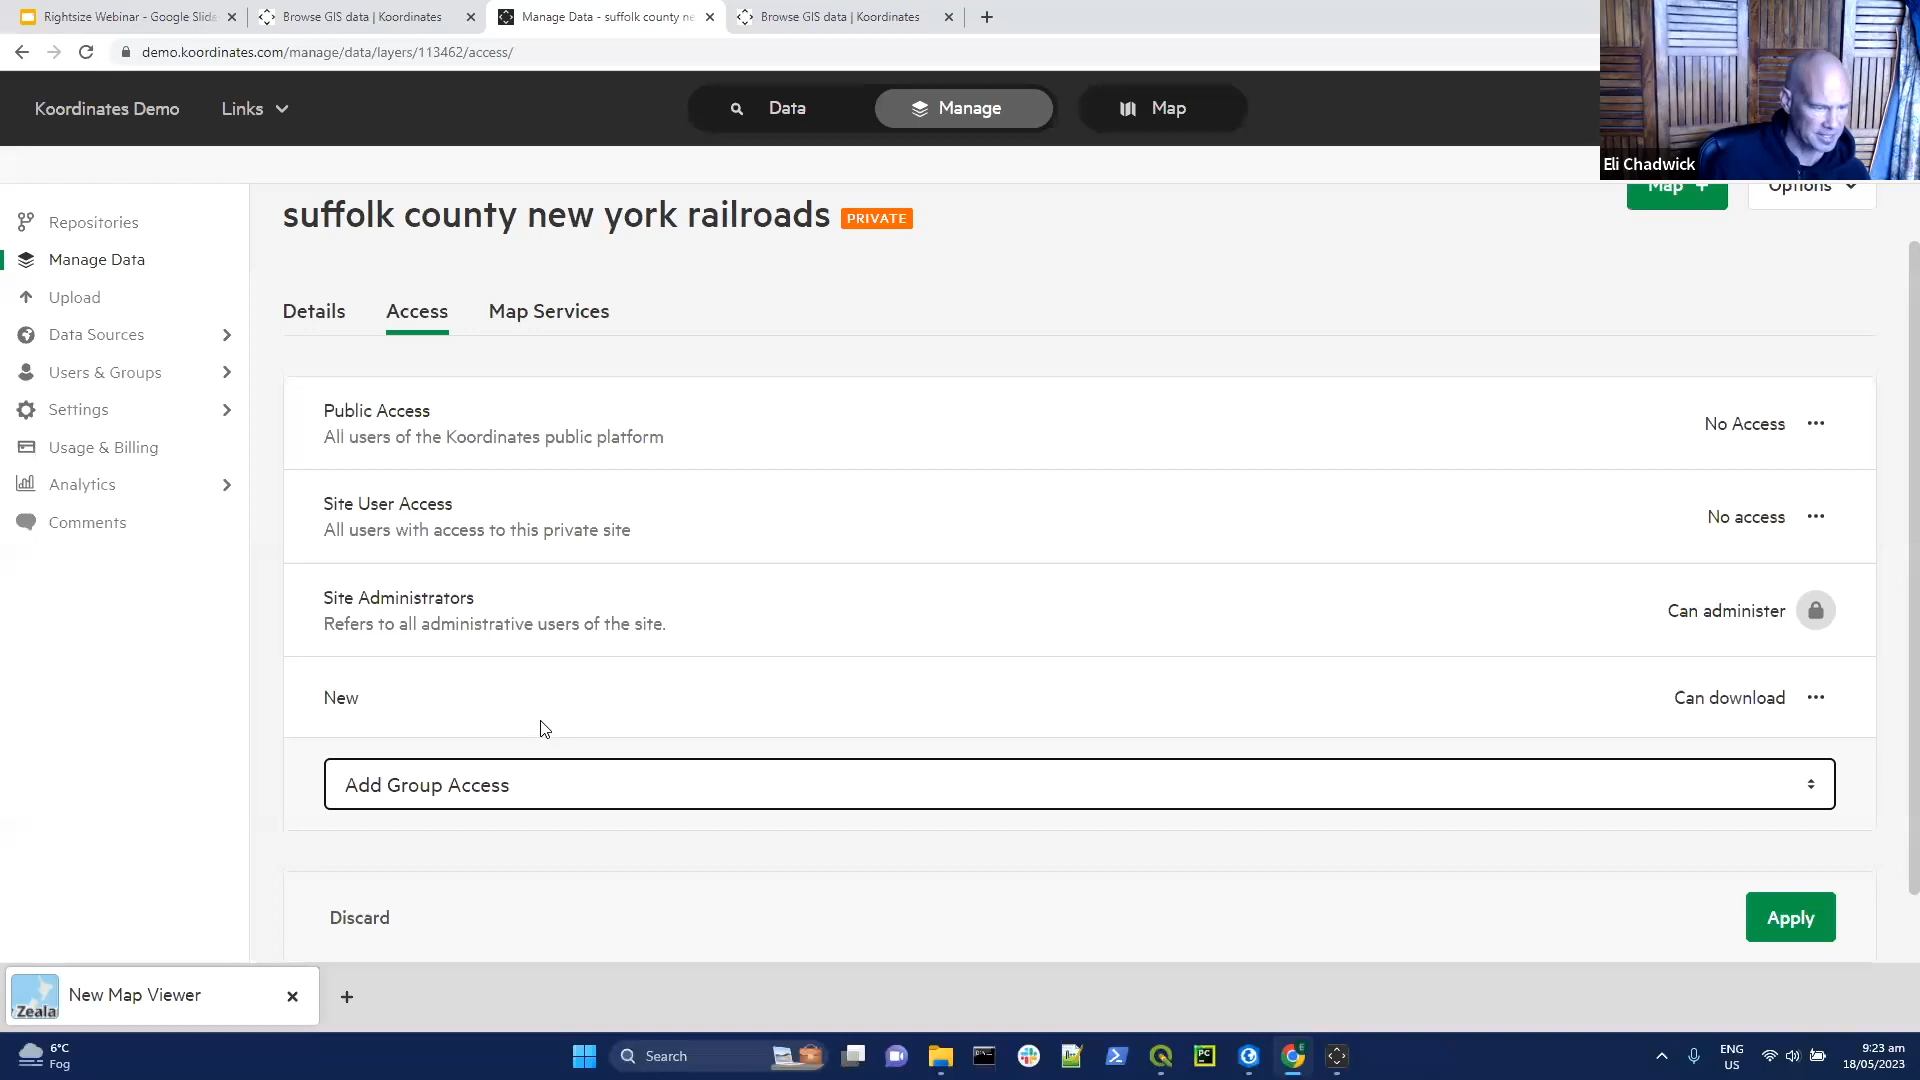 Rightsize Webinar - Google Slide
Browse GIS data | Koordinates
Manage Data - suffolk county ne
Browse GIS data | Koordinates
demo.koordinates.com/manage/data/layers/113462/access/
Koordinates Demo
Links
Data
Manage
Map
Eli Chadwick
Map +
Options
Repositories
Manage Data
Upload
Data Sources
Users & Groups
Settings
Usage & Billing
Analytics
Comments
suffolk county new york railroads PRIVATE
Details
Access
Map Services
Public Access
All users of the Koordinates public platform
No Access
Site User Access
All users with access to this private site
No access
Site Administrators
Refers to all administrative users of the site.
Can administer
New
Can download
Add Group Access
Discard
Apply
Zeala
New Map Viewer
6°C
Fog
Search
PC
ENG
US
9:23 am
18/05/2023